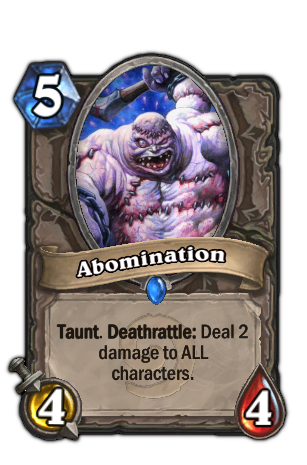 5
Abomination
Taunt. Deathrattle: Deal 2
damage to ALL
characters.
4 4